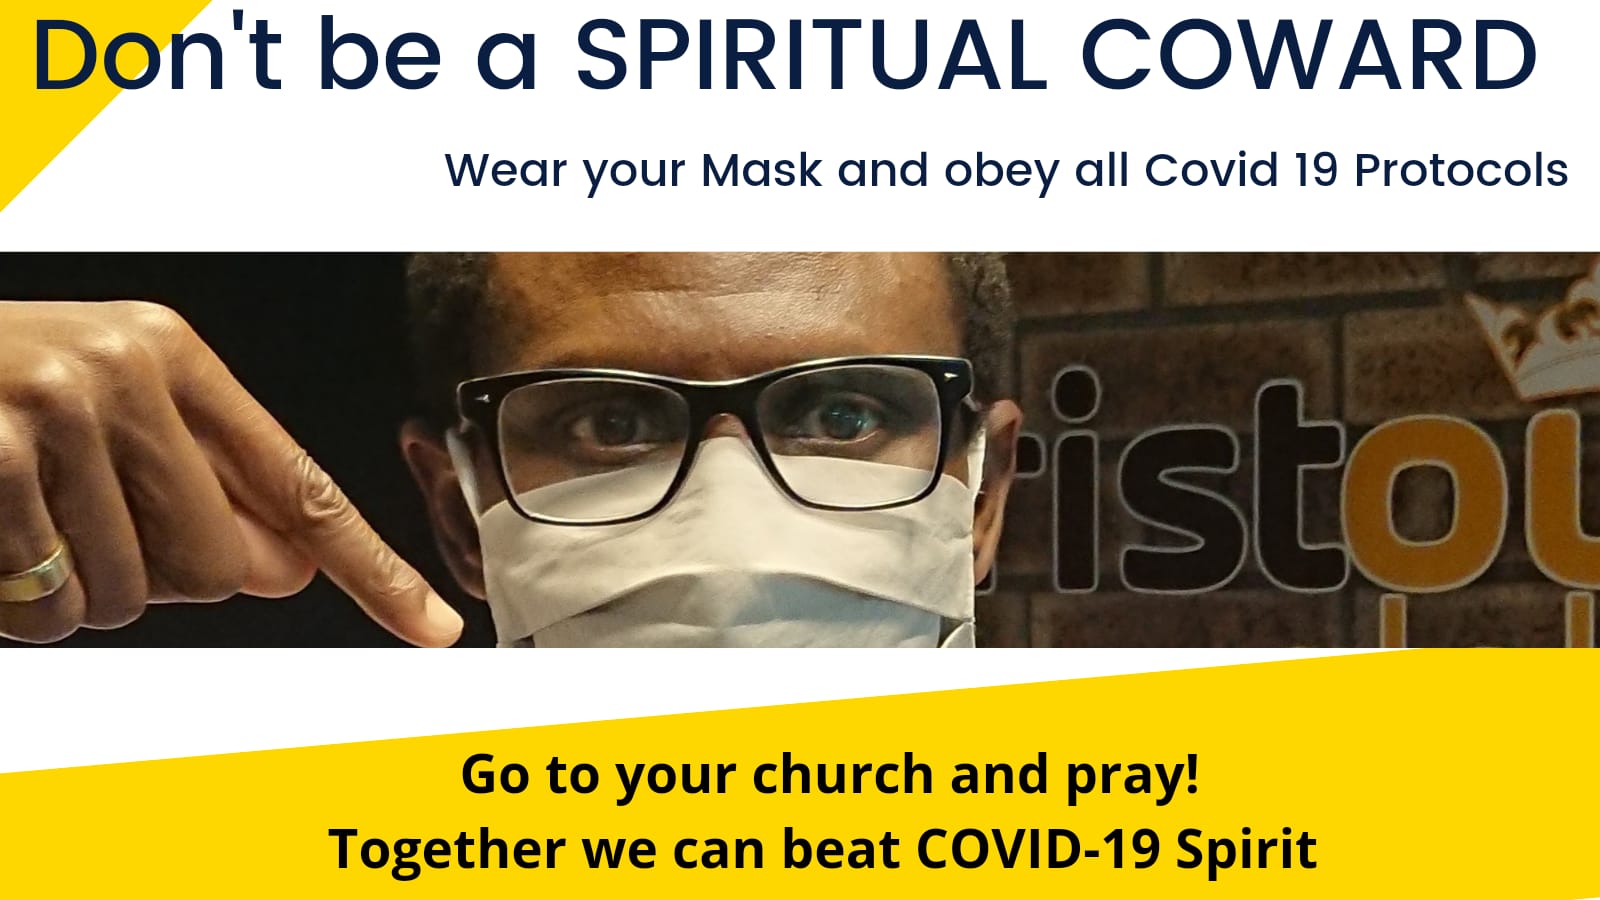 Don't be a SPIRITUAL COWARD
Wear your Mask and obey all Covid 19 Protocols
ristou
Go to your church and pray!
Together we can beat COVID-19 Spirit